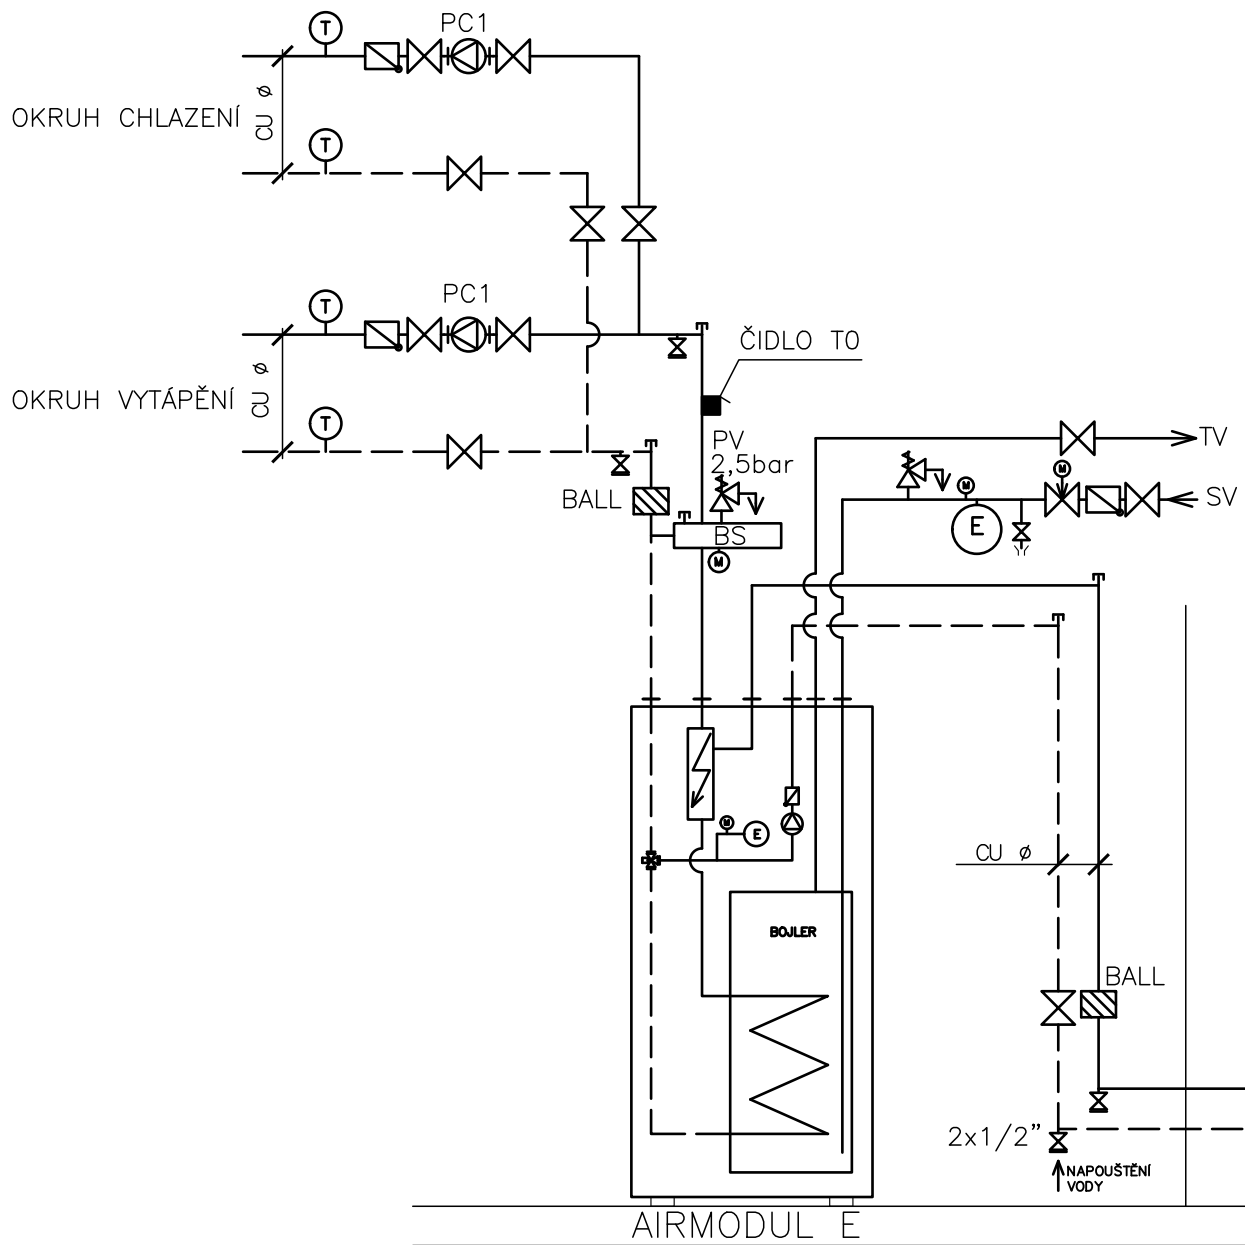 PC1
T
OKRUH CHLAZENÍ
CU ø
T
PC1
T
OKRUH VYTÁPĚNÍ
CU ø
T
ČIDLO T0
PV
2,5bar
BALL
BS
M
TV
M
M
SV
E
M
E
BOJLER
CU ø
BALL
2x1/2”
NAPOUŠTĚNÍ
VODY
AIRMODUL E